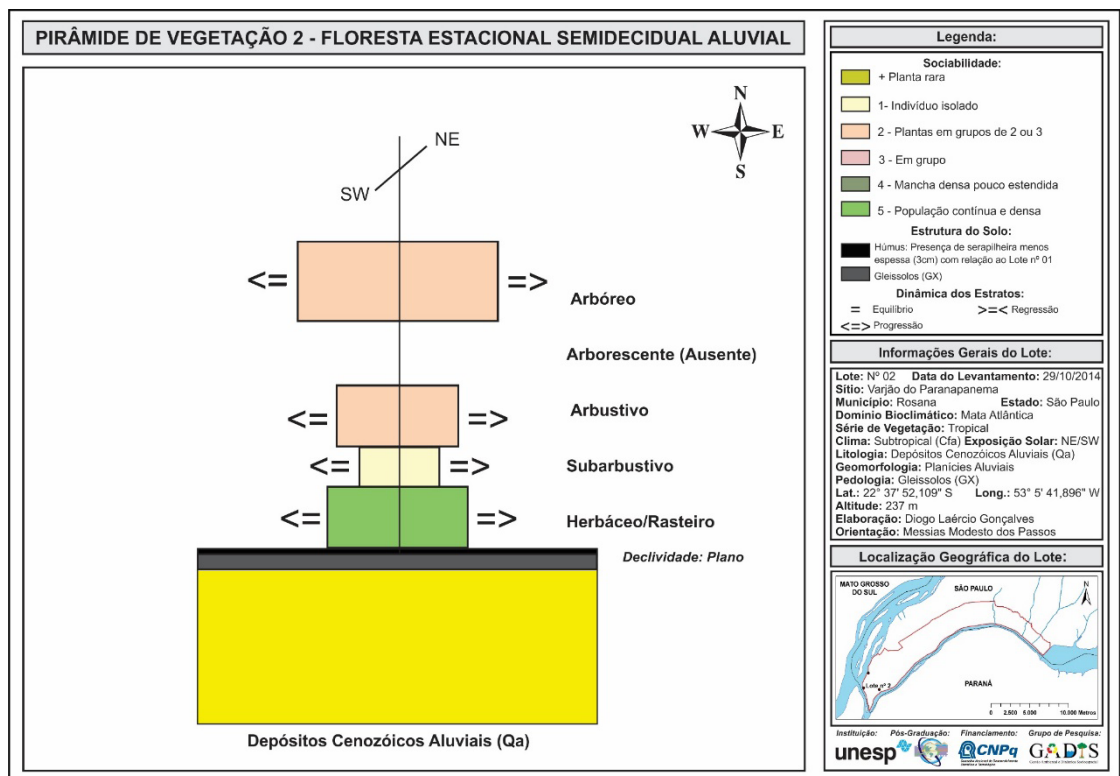 PIRÂMIDE DE VEGETAÇÃO 2 - FLORESTA ESTACIONAL SEMIDECIDUAL ALUVIAL
N
W E
S
NE
SW
<= =>
Arbóreo
Arborescente (Ausente)
<= =>
Arbustivo
<= =>
Subarbustivo
<= =>
Herbáceo/Rasteiro
Declividade: Plano
Depósitos Cenozóicos Aluviais (Qa)
Legenda:
Sociabilidade:
+ Planta rara
1- Indivíduo isolado
2 - Plantas em grupos de 2 ou 3
3 - Em grupo
4 - Mancha densa pouco estendida
5 - População contínua e densa
Estrutura do Solo:
Húmus: Presença de serapilheira menos
espessa (3cm) com relação ao Lote nº 01
Gleissolos (GX)
Dinâmica dos Estratos:
= Equilíbrio >=< Regressão
<=> Progressão
Informações Gerais do Lote:
Lote: Nº 02 Data do Levantamento: 29/10/2014
Sítio: Varjão do Paranapanema
Município: Rosana Estado: São Paulo
Domínio Bioclimático: Mata Atlântica
Série de Vegetação: Tropical
Clima: Subtropical (Cfa) Exposição Solar: NE/SW
Litologia: Depósitos Cenozóicos Aluviais (Qa)
Geomorfologia: Planícies Aluviais
Pedologia: Gleissolos (GX)
Lat.: 22° 37' 52,109" S Long.: 53° 5' 41,896" W
Altitude: 237 m
Elaboração: Diogo Laércio Gonçalves
Orientação: Messias Modesto dos Passos
Localização Geográfica do Lote:
MATO GROSSO
DO SUL
SÃO PAULO
N
Lote nº 2
PARANÁ
0 2.500 5.000 10.000 Metros
Instituição: Pós-Graduação: Financiamento: Grupo de Pesquisa:
unesp CNPq GADIS